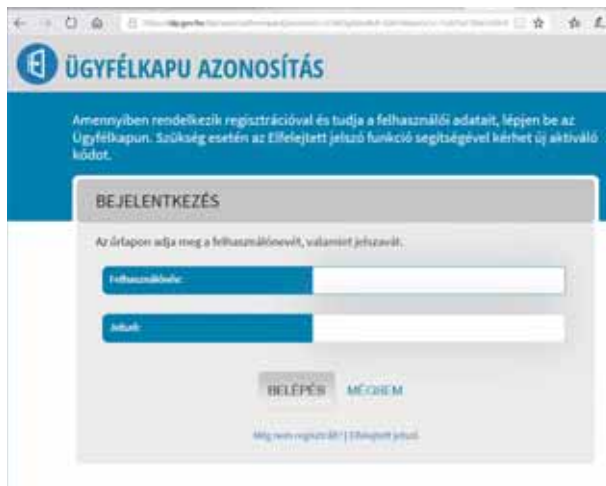 ÜGYFÉLKAPU AZONOSÍTÁS
Amennyiben rendelkezik regisztrációval és tudja a felhasználói adatait, lépjen be az
Ügyfélkapun. Szükség esetén az Elfelejtett jelszó funkció segítségével kérhet új aktiváló
kódot.
BEJELENTKEZÉS
Az űrlapon adja meg a felhasználónevét, valamint jelszavát.
Felhasználónév:
Jelszó:
BELÉPÉS MÉGSEM
Még nem regisztrált? | Elfelejtett jelszó